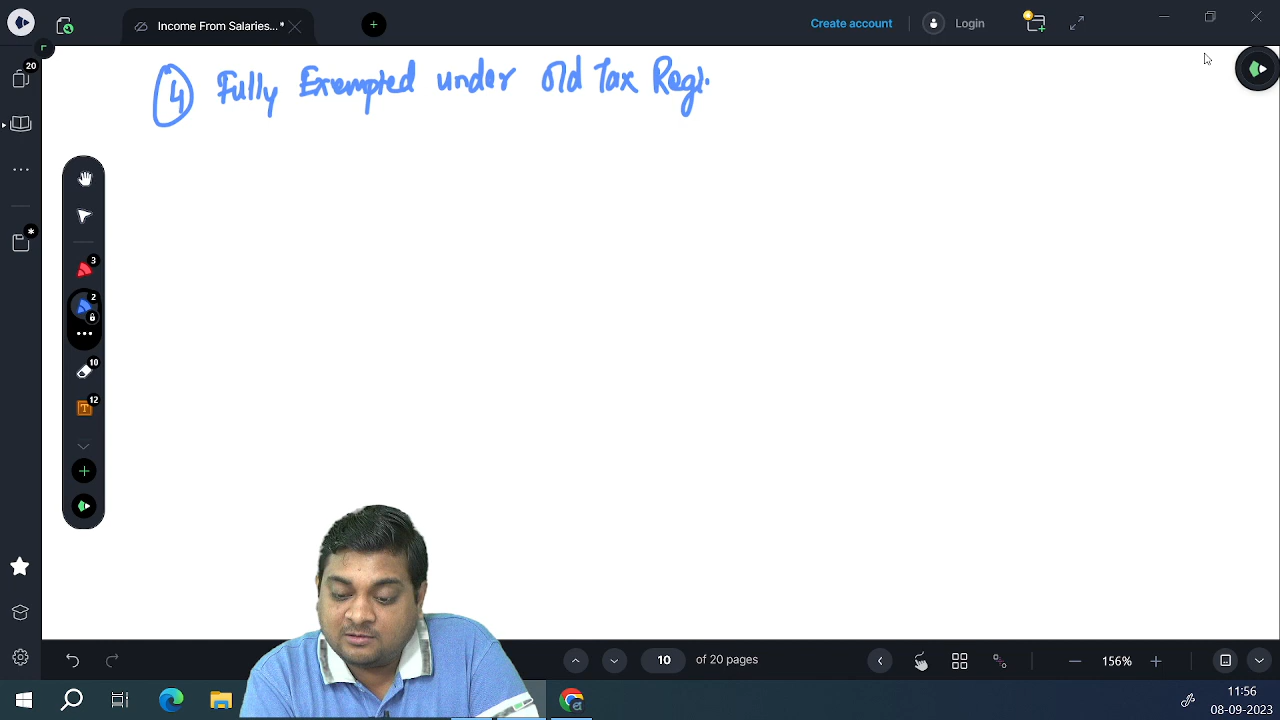 Income From Salaries...*
Create account
Login
20
④ Fully Exempted under Old Tax Regi.
*
3
2
10
T 12
10 of 20 pages
156%
11:56
08-09-2023